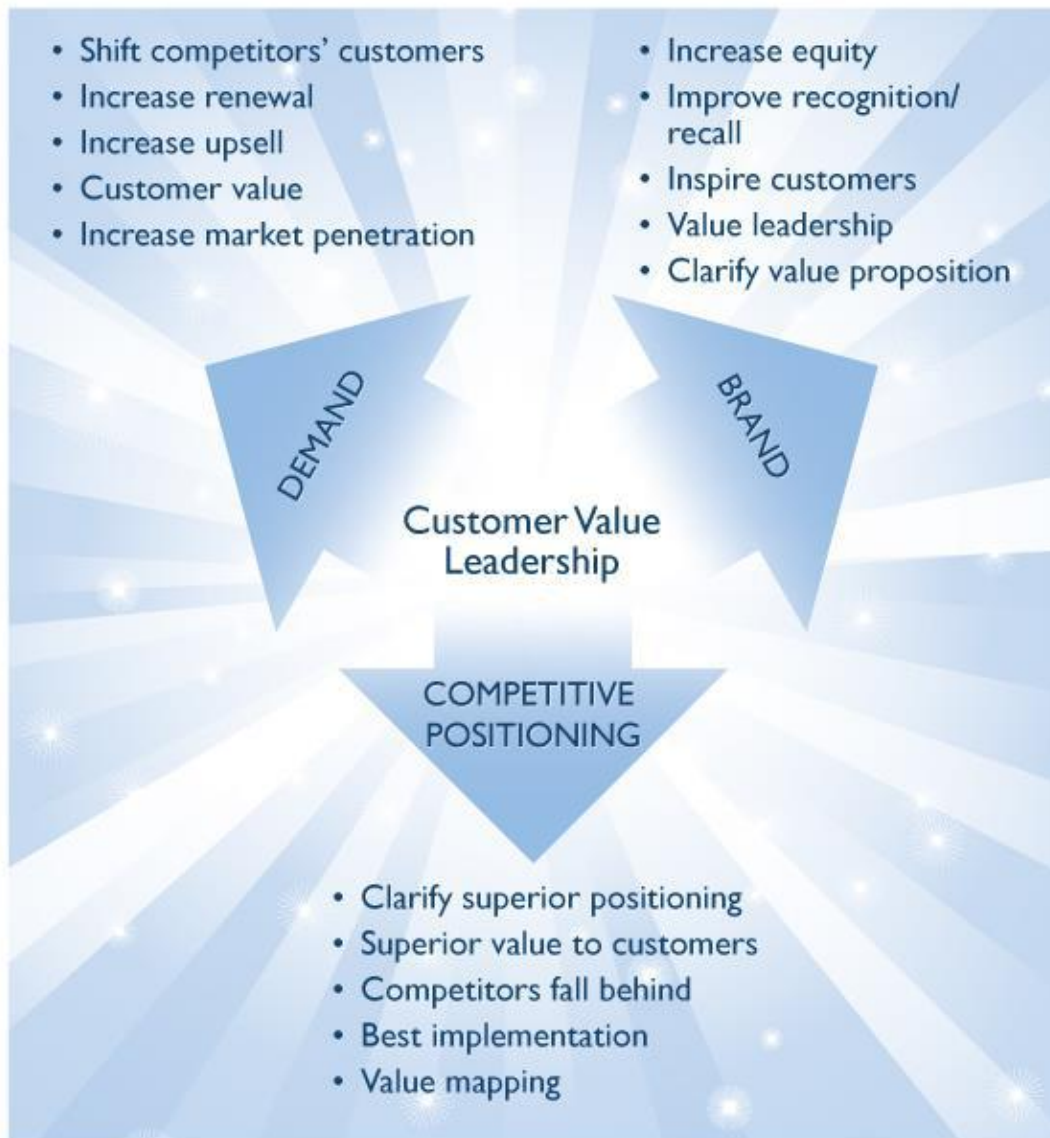 • Shift competitors’ customers
• Increase renewal
• Increase upsell
• Customer value
• Increase market penetration
• Increase equity
• Improve recognition/
recall
• Inspire customers
• Value leadership
• Clarify value proposition
DEMAND
BRAND
Customer Value
Leadership
COMPETITIVE
POSITIONING
• Clarify superior positioning
• Superior value to customers
• Competitors fall behind
• Best implementation
• Value mapping